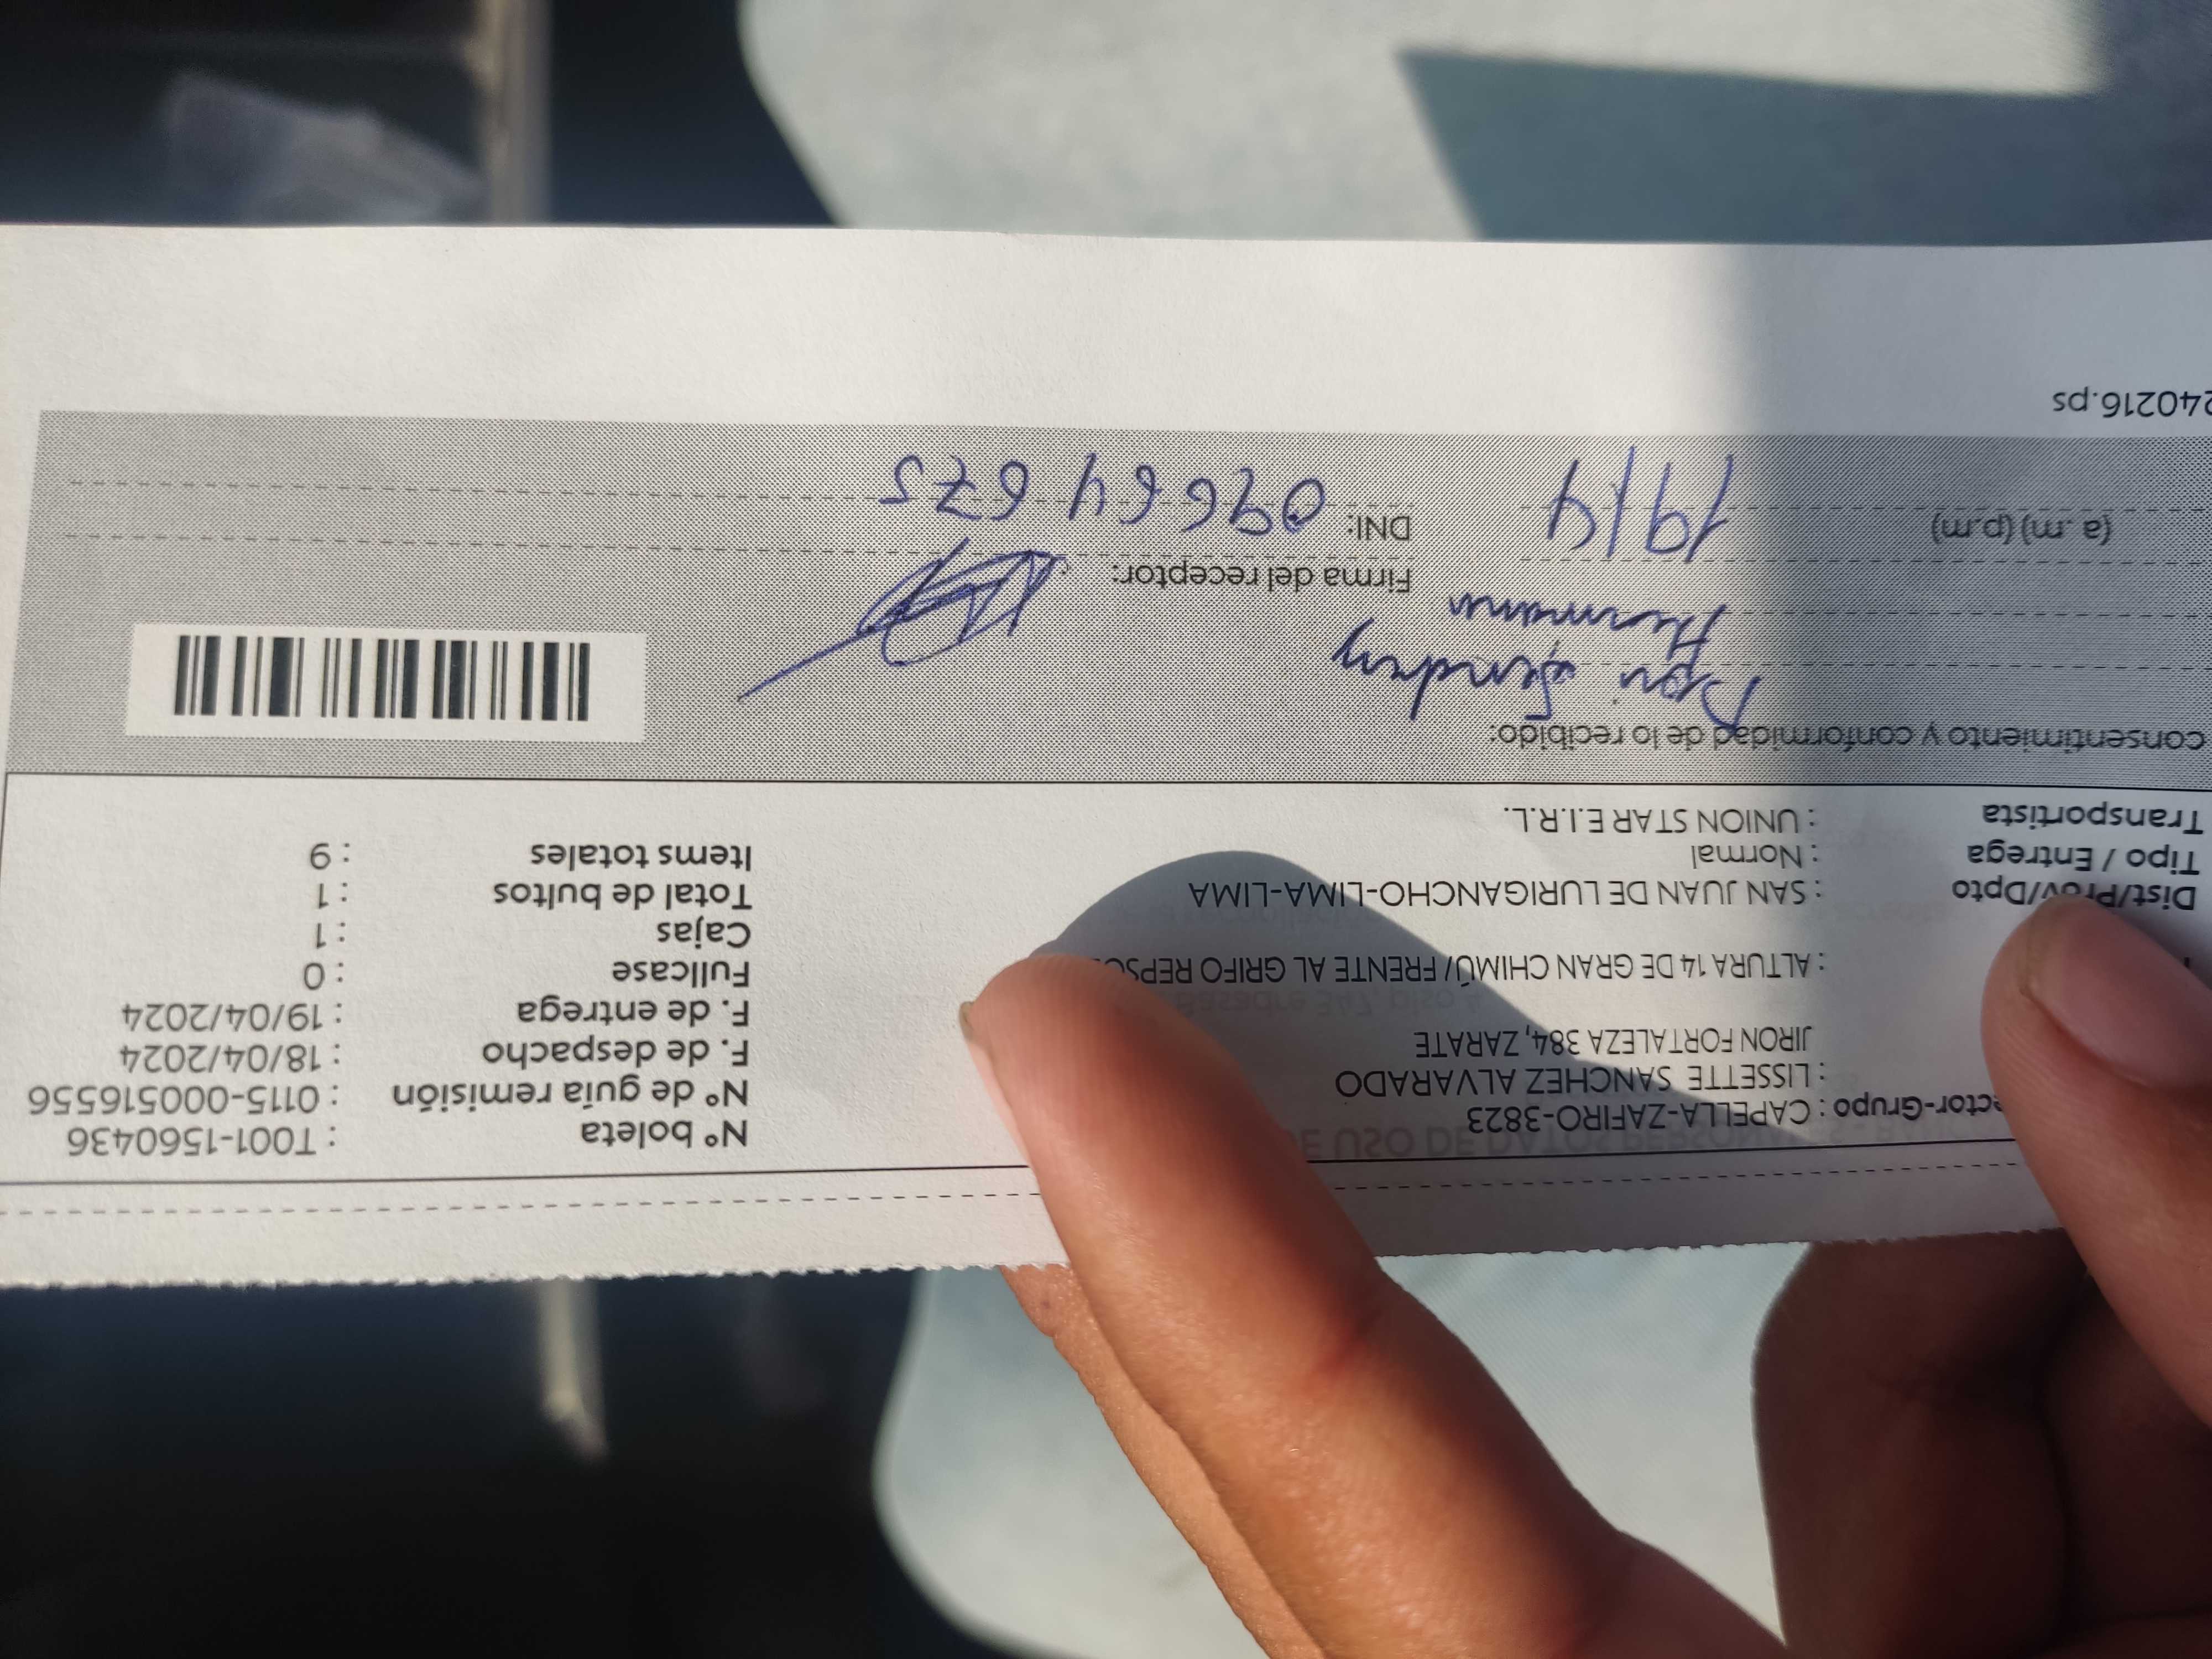 ector-Grupo : CAPELLA-ZAFIRO-3823
: LISSETTE SANCHEZ ALVARADO
JIRON FORTALEZA 384, ZARATE
: ALTURA 14 DE GRAN CHIMÚ / FRENTE AL GRIFO REPSO
Dist/Prov/Dpto : SAN JUAN DE LURIGANCHO-LIMA-LIMA
Tipo / Entrega : Normal
Transportista : UNION STAR E.I.R.L.
Nº boleta : T001-1560436
Nº de guía remisión : 0115-000516556
F. de despacho : 18/04/2024
F. de entrega : 19/04/2024
Fullcase : 0
Cajas : 1
Total de bultos : 1
Items totales : 9
consentimiento y conformidad de lo recibido:
Hermana
Firma del receptor:
(a .m) (p.m) 19/4
DNI: 09664675
240216.ps